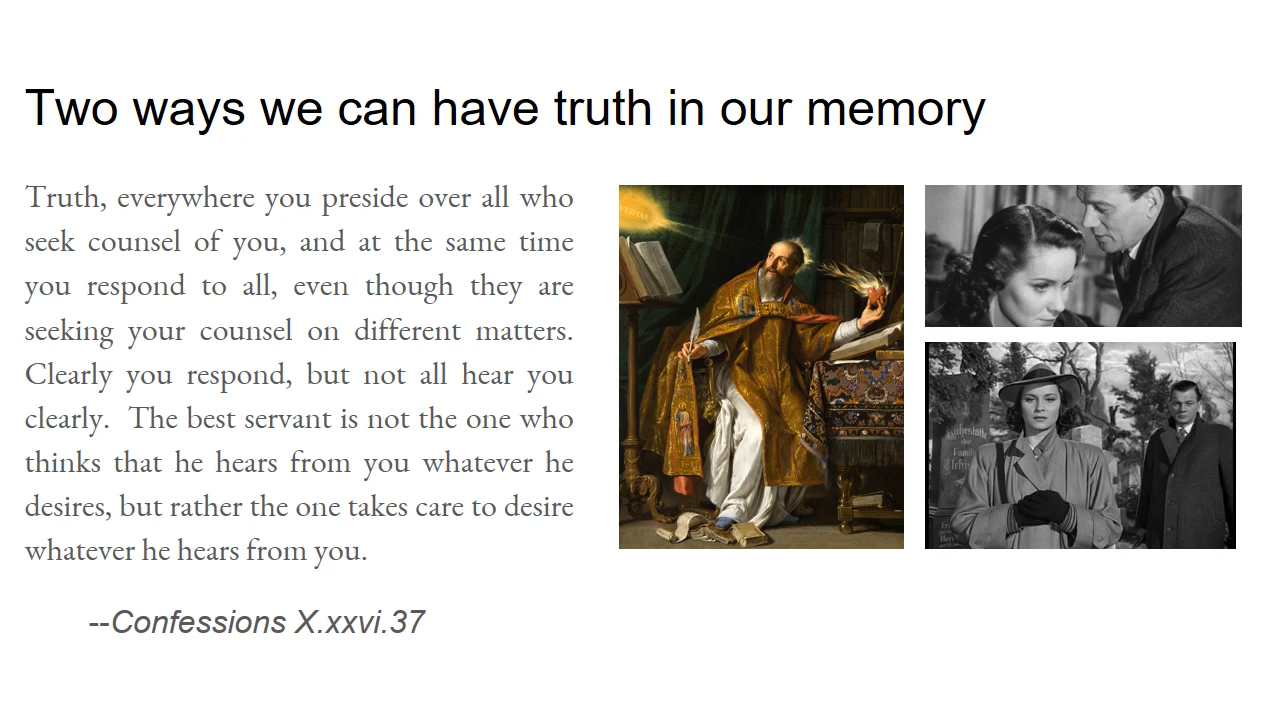 Two ways we can have truth in our memory
Truth, everywhere you preside over all who
seek counsel of you, and at the same time
you respond to all, even though they are
seeking your counsel on different matters.
Clearly you respond, but not all hear you
clearly.  The best servant is not the one who
thinks that he hears from you whatever he
desires, but rather the one takes care to desire
whatever he hears from you.
--Confessions X.xxvi.37
VERITAS
der